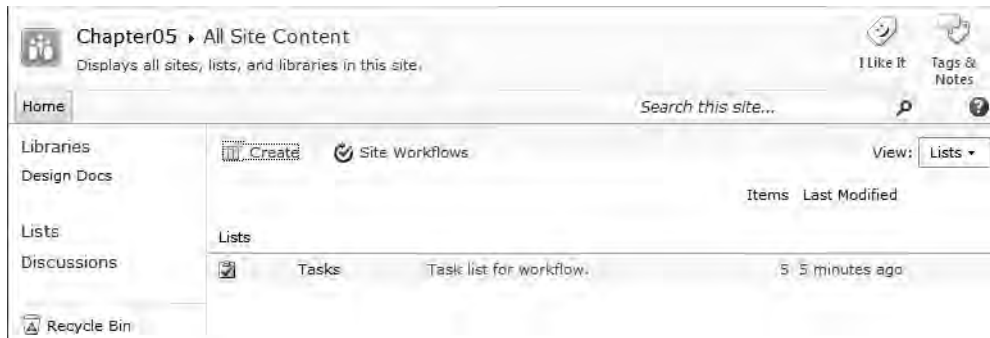 Chapter05 ▸ All Site Content
Displays all sites, lists, and libraries in this site.
I Like It
Tags &
Notes
Home
Search this site...
Libraries
Design Docs
Lists
Discussions
Recycle Bin
Create
Site Workflows
View: Lists
Items Last Modified
Lists
Tasks Task list for workflow. 5 5 minutes ago